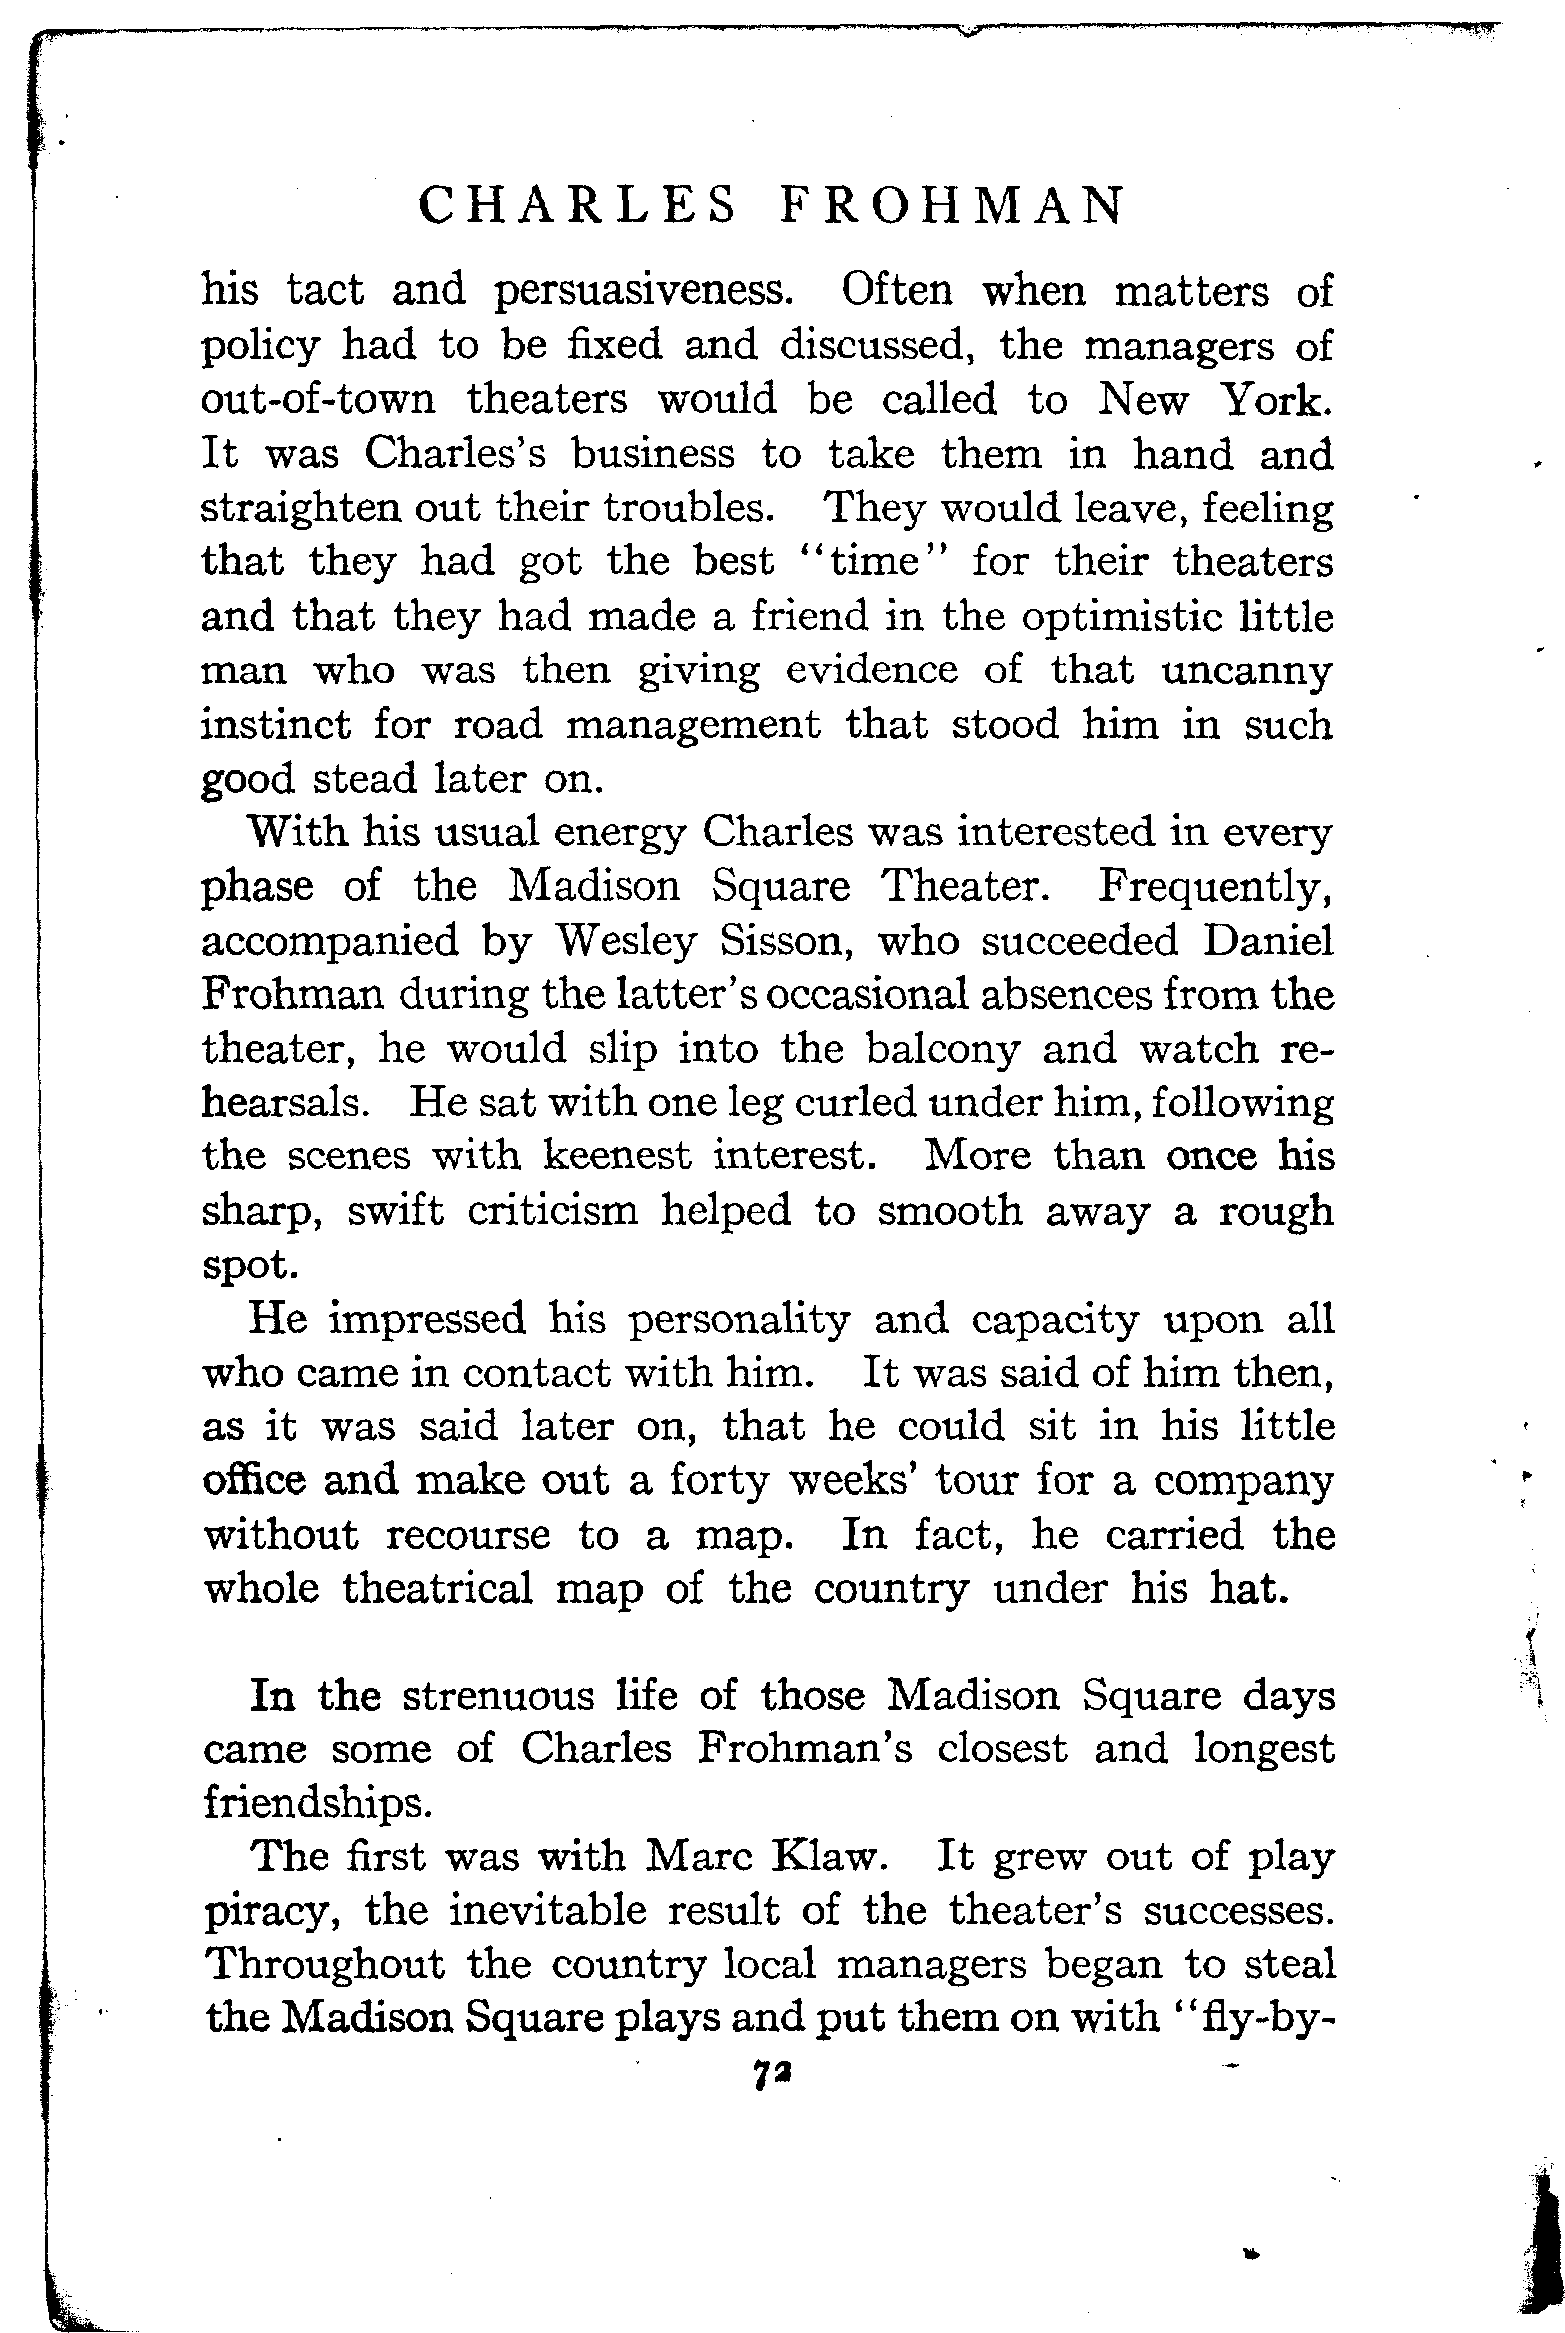 CHARLES FROHMAN
his tact and persuasiveness. Often when matters of
policy had to be fixed and discussed, the managers of
out-of-town theaters would be called to New York.
It was Charles's business to take them in hand and
straighten out their troubles. They would leave, feeling
that they had got the best "time" for their theaters
and that they had made a friend in the optimistic little
man who was then giving evidence of that uncanny
instinct for road management that stood him in such
good stead later on.
With his usual energy Charles was interested in every
phase of the Madison Square Theater. Frequently,
accompanied by Wesley Sisson, who succeeded Daniel
Frohman during the latter's occasional absences from the
theater, he would slip into the balcony and watch re-
hearsals. He sat with one leg curled under him, following
the scenes with keenest interest. More than once his
sharp, swift criticism helped to smooth away a rough
spot.
He impressed his personality and capacity upon all
who came in contact with him. It was said of him then,
as it was said later on, that he could sit in his little
office and make out a forty weeks' tour for a company
without recourse to a map. In fact, he carried the
whole theatrical map of the country under his hat.
In the strenuous life of those Madison Square days
came some of Charles Frohman's closest and longest
friendships.
The first was with Marc Klaw. It grew out of play
piracy, the inevitable result of the theater's successes.
Throughout the country local managers began to steal
the Madison Square plays and put them on with "fly-by-
72